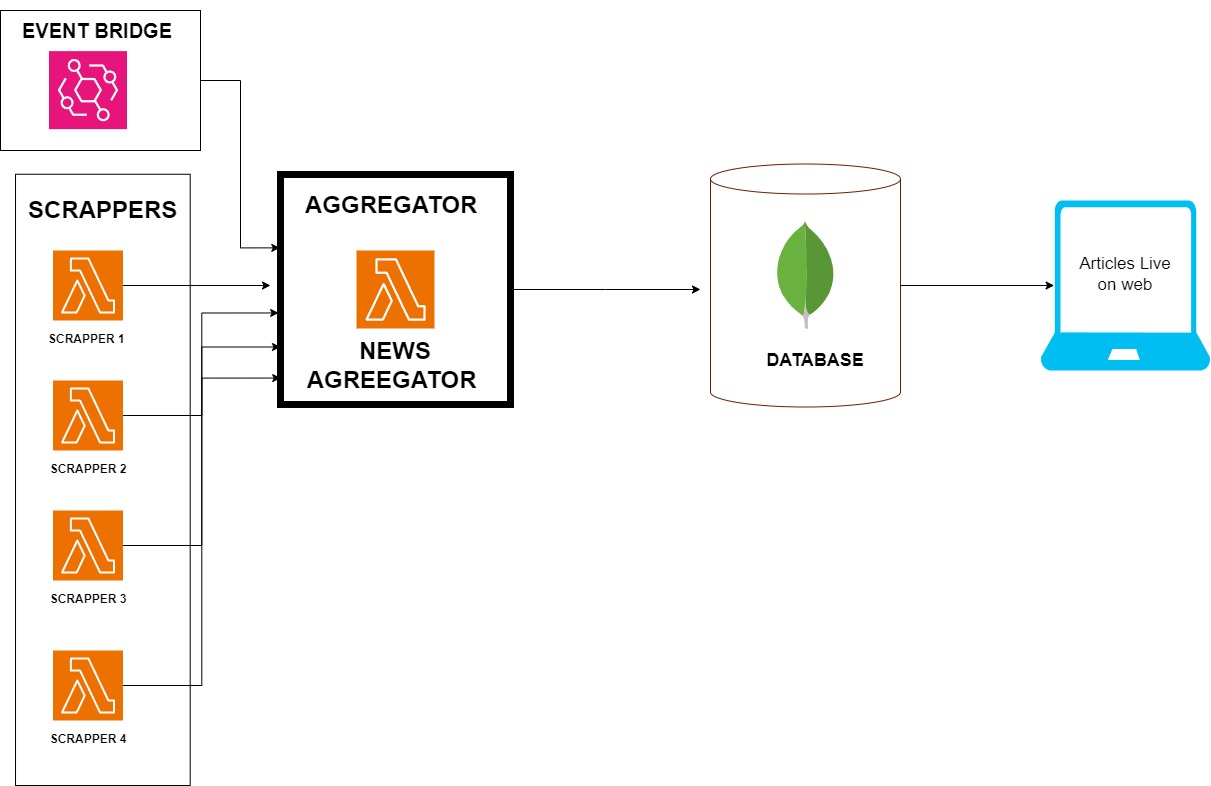 EVENT BRIDGE
SCRAPPERS
SCRAPPER 1
SCRAPPER 2
SCRAPPER 3
SCRAPPER 4
AGGREGATOR
NEWS
AGREEGATOR
DATABASE
Articles Live
on web